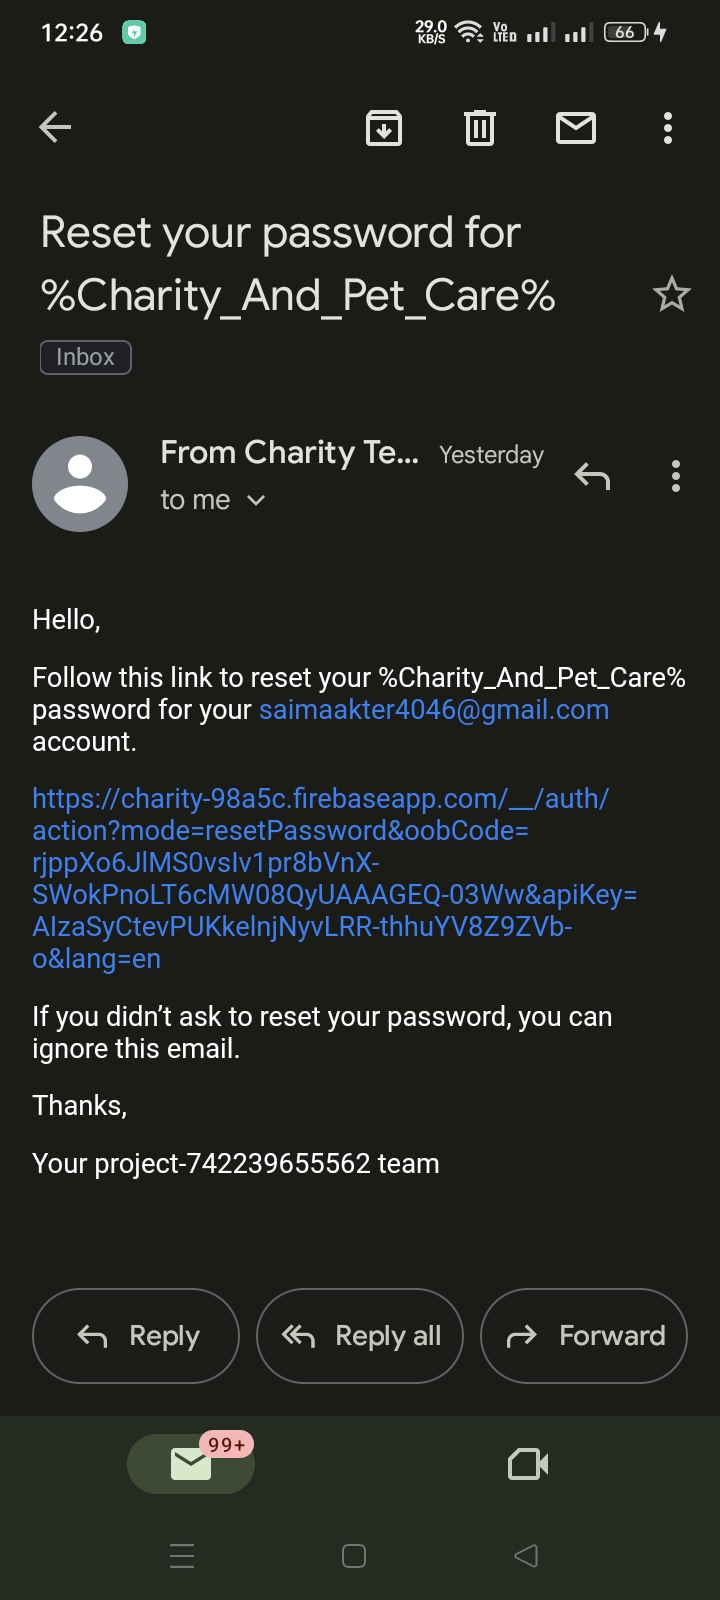 12:26
29.0 KB/S
Vo LTE D
66
Reset your password for
%Charity_And_Pet_Care%
Inbox
From Charity Te... Yesterday
to me
Hello,
Follow this link to reset your %Charity_And_Pet_Care%
password for your saimaakter4046@gmail.com
account.
https://charity-98a5c.firebaseapp.com/__/auth/
action?mode=resetPassword&oobCode=
rjppXo6JlMS0vsIv1pr8bVnX-
SWokPnoLT6cMW08QyUAAAGEQ-03Ww&apiKey=
AIzaSyCtevPUKkelnjNyvLRR-thhuYV8Z9ZVb-
o&lang=en
If you didn’t ask to reset your password, you can
ignore this email.
Thanks,
Your project-742239655562 team
Reply
Reply all
Forward
99+